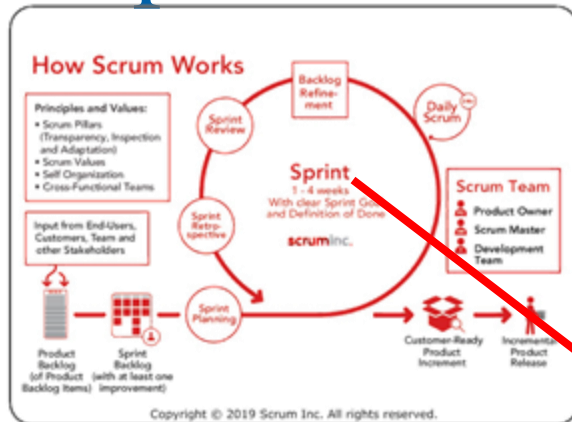 How Scrum Works
Principles and Values:
• Scrum Pillars
(Transparency, Inspection
and Adaptation)
• Scrum Values
• Self Organization
• Cross-Functional Teams
Input from End-Users,
Customers, Team and
other Stakeholders
Backlog
Refine-
ment
Daily
Scrum
Sprint
Review
Sprint
1 - 4 weeks
With clear Sprint
and Definition of Done
scruminc.
Sprint
Retro-
spective
Scrum Team
Product Owner
Scrum Master
Development
Team
Sprint
Planning
Product
Backlog
(of Product
Backlog Items)
Sprint
Backlog
(with at least one
improvement)
Customer-Ready
Product
Increment
Incremental
Product
Release
Copyright © 2019 Scrum Inc. All rights reserved.